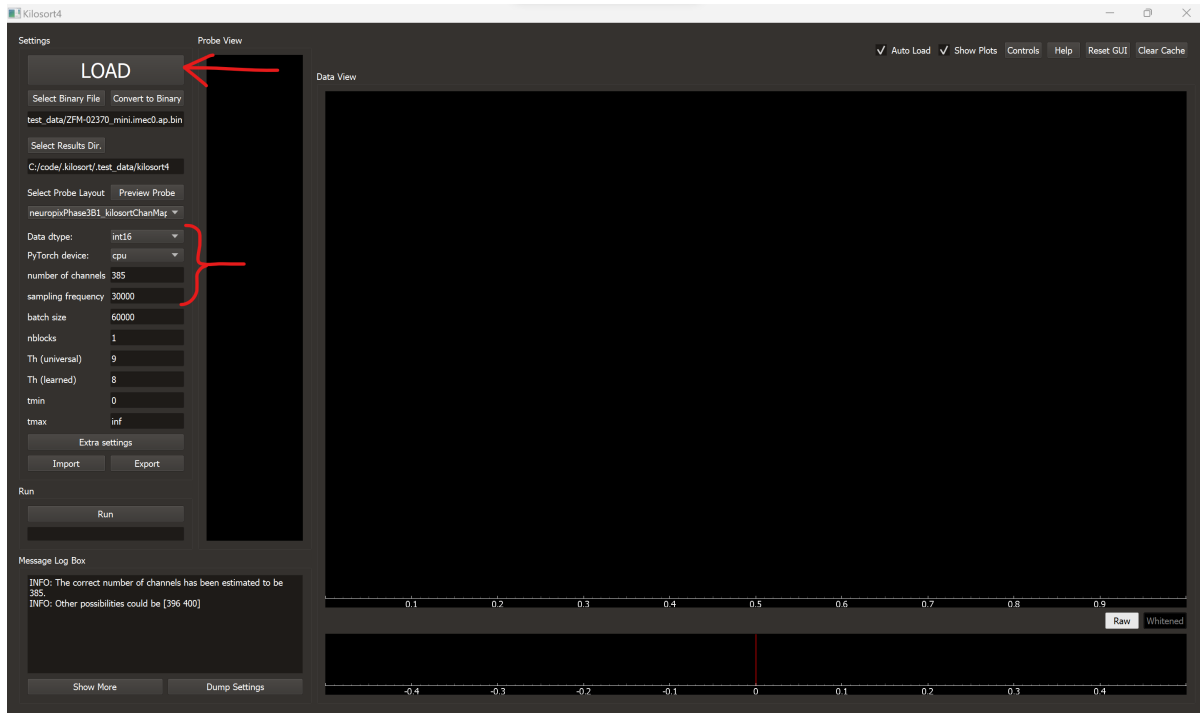 Kilosort4
Settings
LOAD
Select Binary File Convert to Binary
test_data/ZFM-02370_mini.imec0.ap.bin
Select Results Dir.
C:/code/.kilosort/.test_data/kilosort4
Select Probe Layout Preview Probe
neuropixPhase3B1_kilosortChanMap
Data dtype: int16
PyTorch device: cpu
number of channels 385
sampling frequency 30000
batch size 60000
nblocks 1
Th (universal) 9
Th (learned) 8
tmin 0
tmax inf
Extra settings
Import Export
Run
Run
Message Log Box
INFO: The correct number of channels has been estimated to be
385.
INFO: Other possibilities could be [396 400]
Show More Dump Settings
Probe View
Auto Load Show Plots Controls Help Reset GUI Clear Cache
Data View
0.1 0.2 0.3 0.4 0.5 0.6 0.7 0.8 0.9
Raw Whitened
-0.4 -0.3 -0.2 -0.1 0 0.1 0.2 0.3 0.4